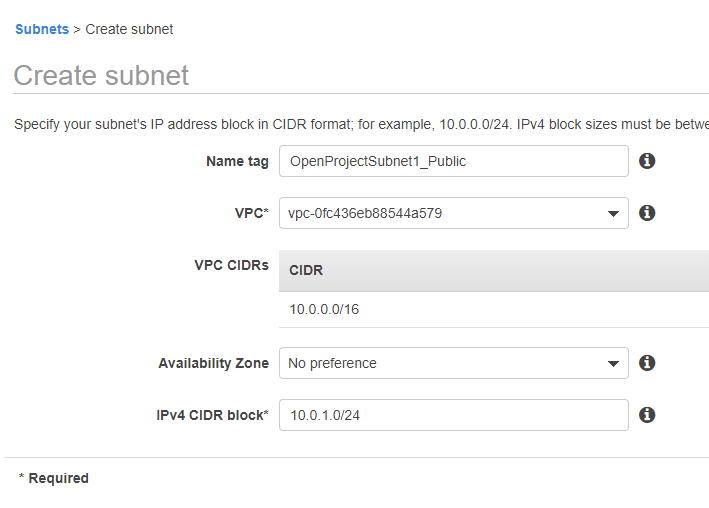 Subnets > Create subnet
Create subnet
Specify your subnet's IP address block in CIDR format; for example, 10.0.0.0/24. IPv4 block sizes must be
Name tag OpenProjectSubnet1_Public
VPC* vpc-0fc436eb88544a579
VPC CIDRs CIDR
10.0.0.0/16
Availability Zone No preference
IPv4 CIDR block* 10.0.1.0/24
* Required